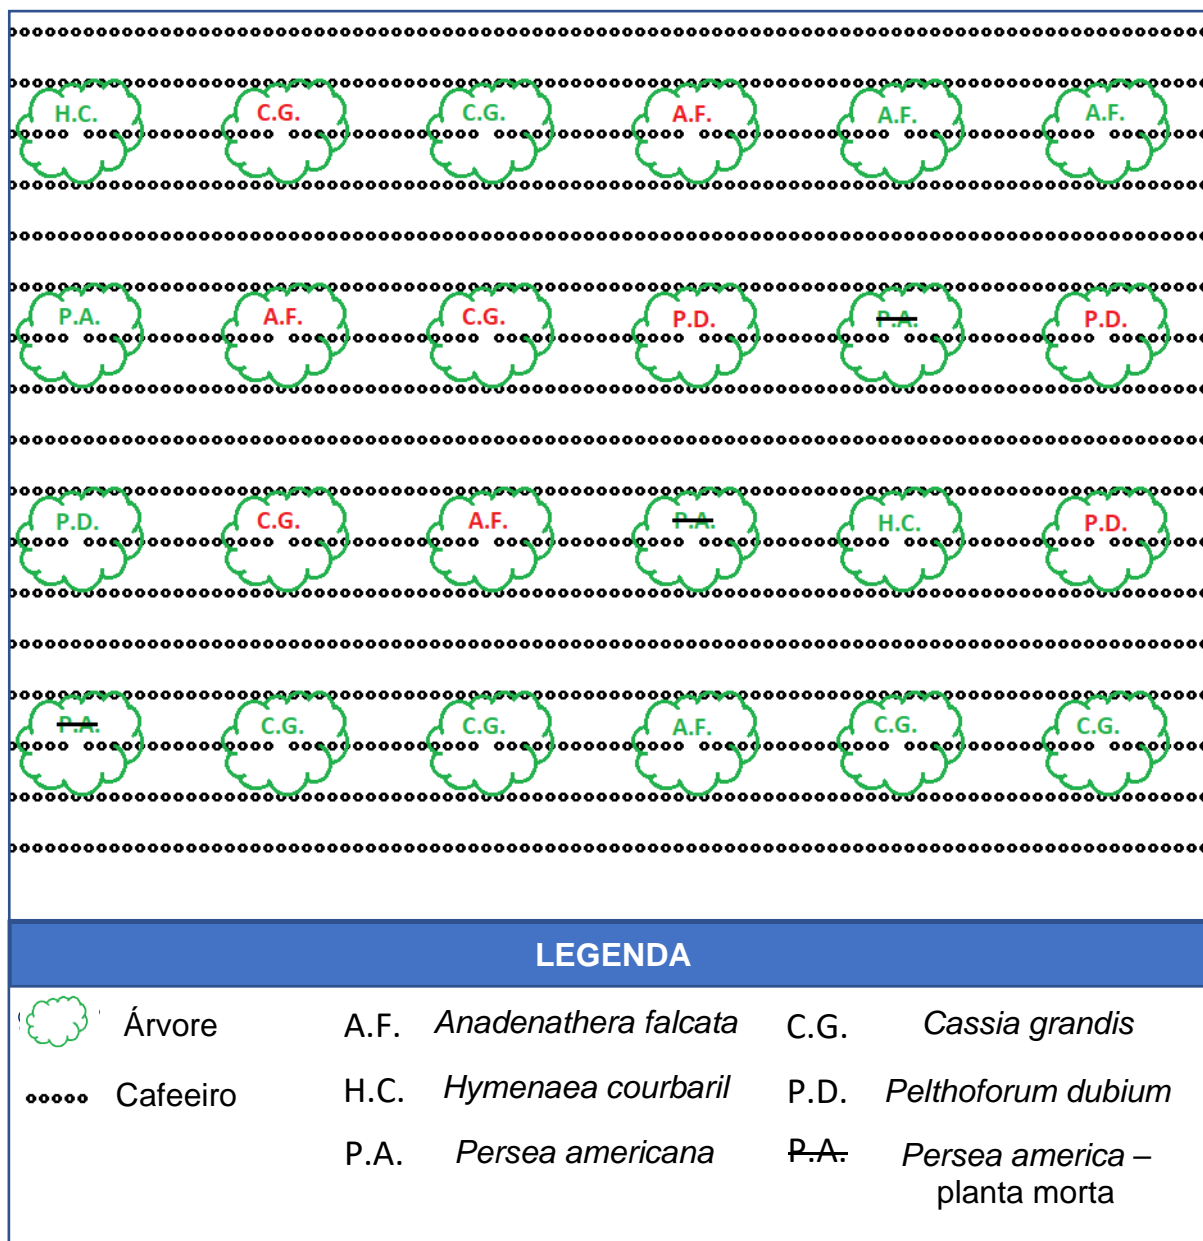 H.C. C.G. C.G. A.F. A.F. A.F.
P.A. A.F. C.G. P.D. P.A. P.D.
P.D. C.G. A.F. P.A. H.C. P.D.
P.A. C.G. C.G. A.F. C.G. C.G.
LEGENDA
Árvore A.F. Anadenathera falcata C.G. Cassia grandis
Cafeeiro H.C. Hymenaea courbaril P.D. Pelthoforum dubium
P.A. Persea americana P.A. Persea america –
planta morta